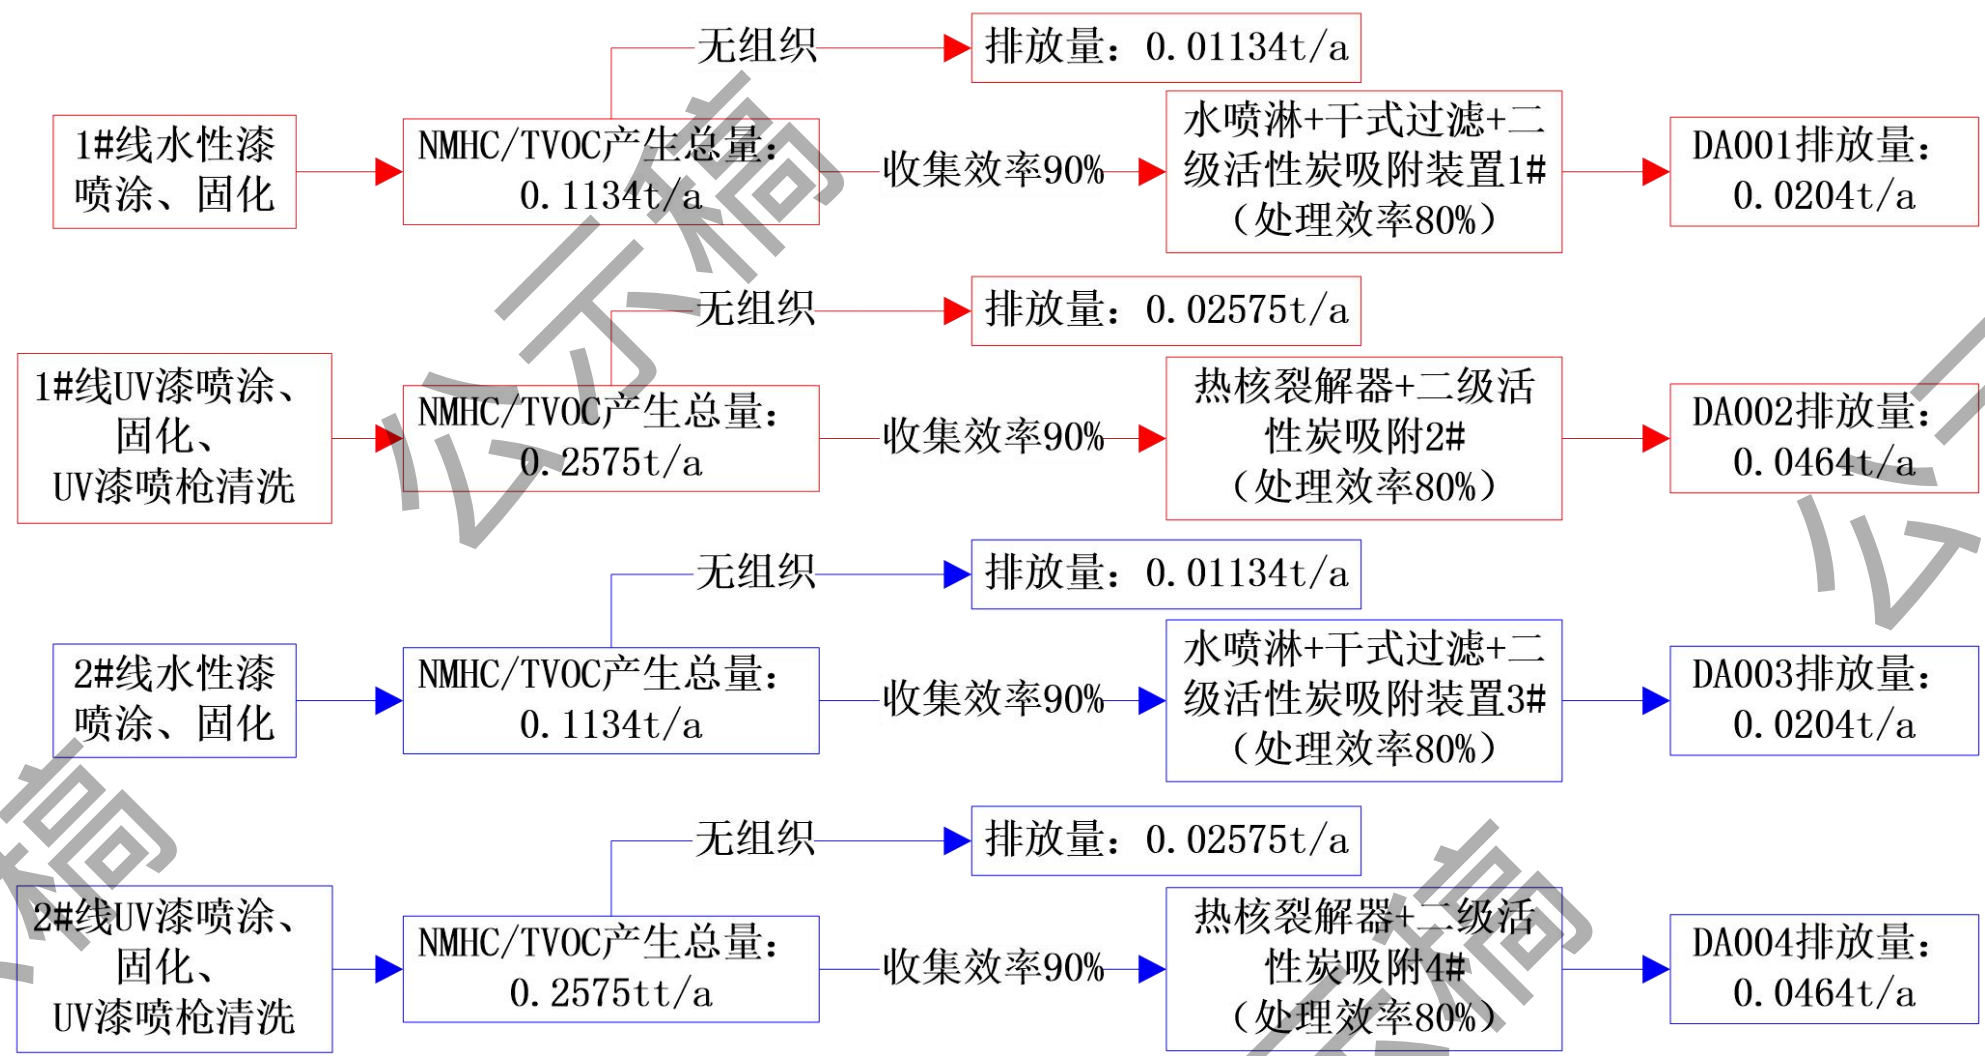 无组织
排放量：0.01134t/a
1#线水性漆
喷涂、固化
NMHC/TVOC产生总量：
0.1134t/a
收集效率90%
水喷淋+干式过滤+二
级活性炭吸附装置1#
（处理效率80%）
DA001排放量：
0.0204t/a
无组织
排放量：0.02575t/a
1#线UV漆喷涂、
固化、
UV漆喷枪清洗
NMHC/TVOC产生总量：
0.2575t/a
收集效率90%
热核裂解器+二级活
性炭吸附2#
（处理效率80%）
DA002排放量：
0.0464t/a
无组织
排放量：0.01134t/a
2#线水性漆
喷涂、固化
NMHC/TVOC产生总量：
0.1134t/a
收集效率90%
水喷淋+干式过滤+二
级活性炭吸附装置3#
（处理效率80%）
DA003排放量：
0.0204t/a
无组织
排放量：0.02575t/a
2#线UV漆喷涂、
固化、
UV漆喷枪清洗
NMHC/TVOC产生总量：
0.2575tt/a
收集效率90%
热核裂解器+二级活
性炭吸附4#
（处理效率80%）
DA004排放量：
0.0464t/a
公示稿
公
稿
示稿